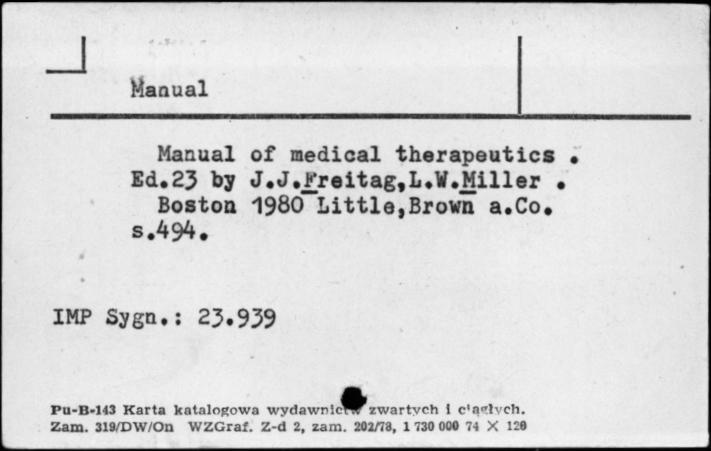 Manual
Manual of medical therapeutics .
Ed.23 by J.J.Freitag,L.W.Miller .
Boston 1980 Little,Brown a.Co.
s.494.
IMP Sygn.: 23.939
Pu-B-143 Karta katalogowa wydawnictw zwartych i ciągłych.
Zam. 319/DW/On WZGraf. Z-d 2, zam. 202/78, 1 730 000 74 X 120